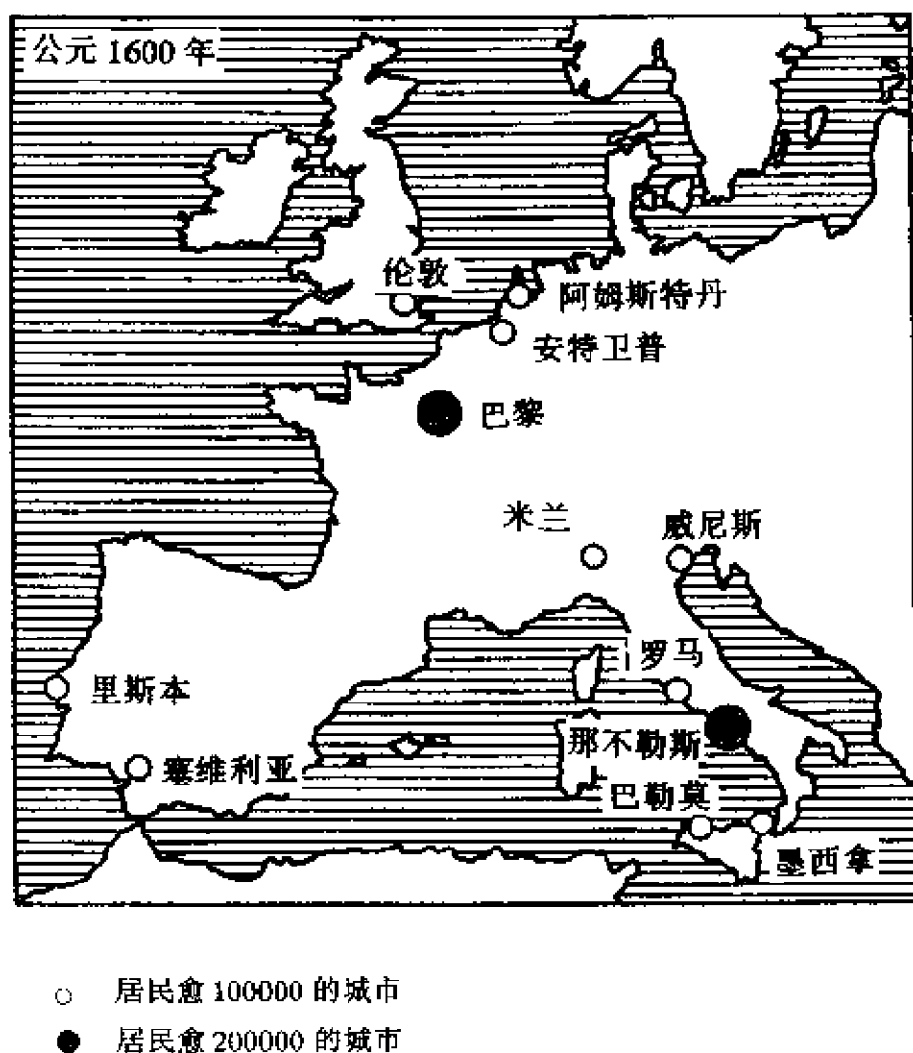 公元 1600 年
伦敦
阿姆斯特丹
安特卫普
巴黎
米兰
威尼斯
罗马
里斯本
那不勒斯
塞维利亚
巴勒莫
墨西拿
居民愈 100000 的城市
居民愈 200000 的城市